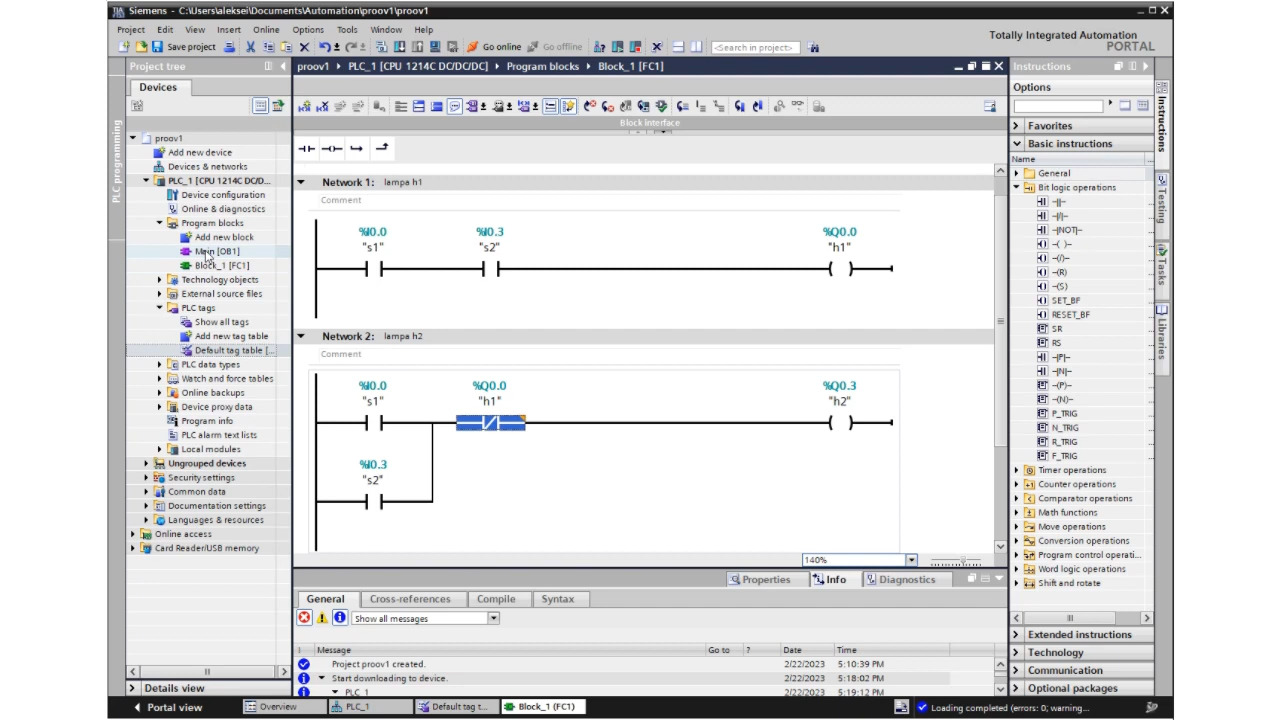 Siemens - C:\Users\aleksei\Documents\Automation\proov1\proov1
Project Edit View Insert Online Options Tools Window Help
Totally Integrated Automation
PORTAL
Save project
Go online
Go offline
<Search in project>
Project tree
proov1 PLC_1 [CPU 1214C DC/DC/DC] Program blocks Block_1 [FC1]
Instructions
Devices
Options
PLC programming
Block interface
proov1
Add new device
Devices & networks
PLC_1 [CPU 1214C DC/D...
Device configuration
Online & diagnostics
Program blocks
Add new block
Main [OB1]
Block_1 [FC1]
Technology objects
External source files
PLC tags
Show all tags
Add new tag table
Default tag table [...
PLC data types
Watch and force tables
Online backups
Device proxy data
Program info
PLC alarm text lists
Local modules
Ungrouped devices
Security settings
Common data
Documentation settings
Languages & resources
Online access
Card Reader/USB memory
Details view
Network 1: lampa h1
Comment
%I0.0 %I0.3 %Q0.0
"s1" "s2" "h1"
Network 2: lampa h2
Comment
%I0.0 %Q0.0 %Q0.3
"s1" "h1" "h2"
%I0.3
"s2"
140%
Properties Info Diagnostics
General Cross-references Compile Syntax
Show all messages
! Message Go to ? Date Time
Project proov1 created. 2/22/2023 5:10:39 PM
Start downloading to device. 2/22/2023 5:18:02 PM
PLC_1 2/22/2023 5:19:12 PM
Favorites
Basic instructions
Name
General
Bit logic operations
-||-
-|/|-
-|NOT|-
-( )-
-(/)-
-(R)
-(S)
SET_BF
RESET_BF
SR
RS
-|P|-
-|N|-
-(P)-
-(N)-
P_TRIG
N_TRIG
R_TRIG
F_TRIG
Timer operations
Counter operations
Comparator operations
Math functions
Move operations
Conversion operations
Program control operati...
Word logic operations
Shift and rotate
Extended instructions
Technology
Communication
Optional packages
Instructions
Testing
Tasks
Libraries
Portal view
Overview
PLC_1
Default tag t...
Block_1 (FC1)
Loading completed (errors: 0; warning...